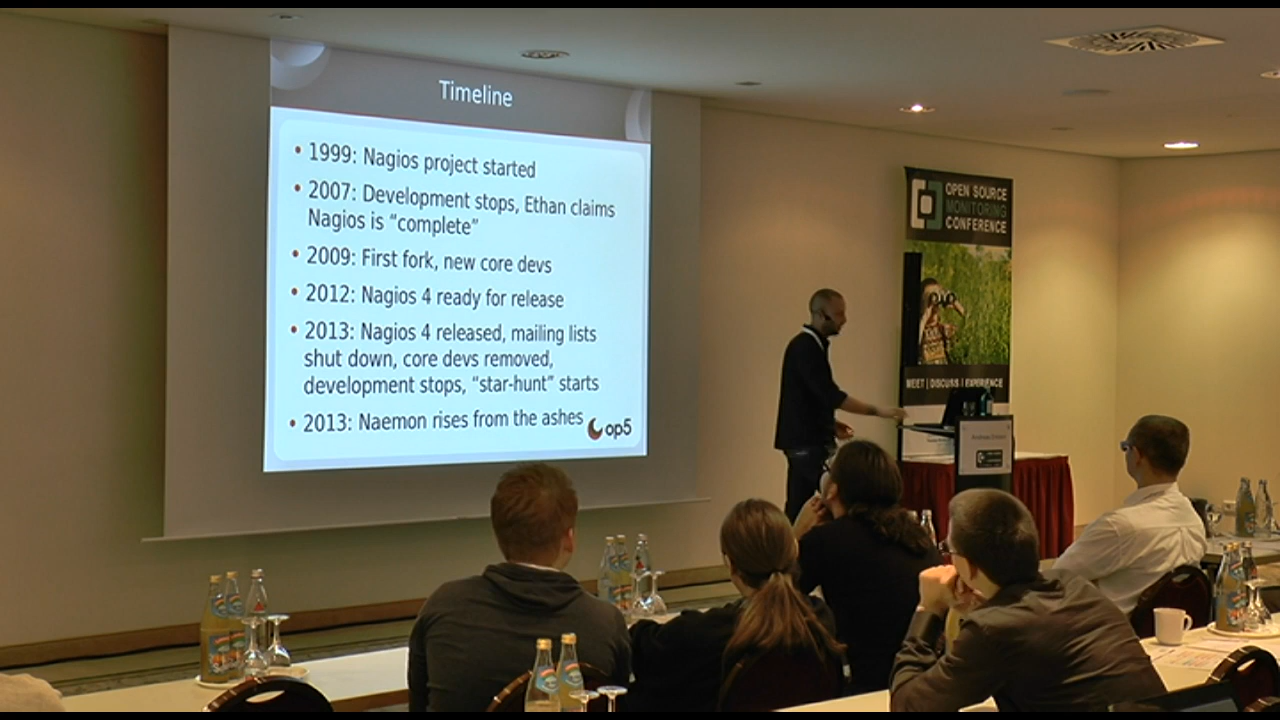 Timeline
• 1999: Nagios project started
• 2007: Development stops, Ethan claims
Nagios is “complete”
• 2009: First fork, new core devs
• 2012: Nagios 4 ready for release
• 2013: Nagios 4 released, mailing lists
shut down, core devs removed,
development stops, “star-hunt” starts
• 2013: Naemon rises from the ashes
op5
OPEN SOURCE
MONITORING
CONFERENCE
MEET | DISCUSS | EXPERIENCE
Andreas